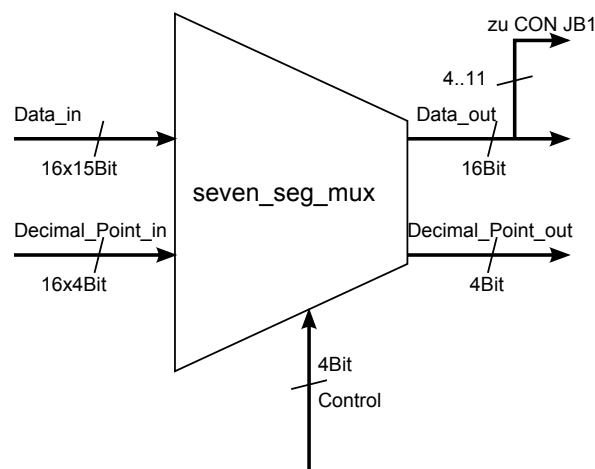 zu CON JB1
4..11
Data_in
Data_out
16x15Bit
16Bit
seven_seg_mux
Decimal_Point_in
Decimal_Point_out
16x4Bit
4Bit
4Bit
Control